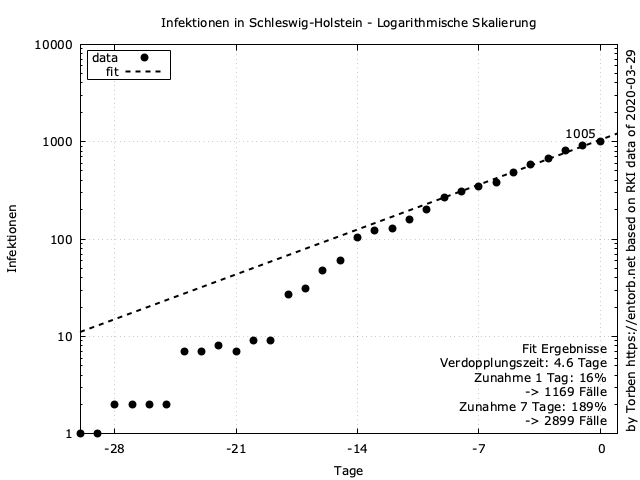 Infektionen in Schleswig-Holstein - Logarithmische Skalierung
10000
1000
100
10
1
Infektionen
data
fit
1005
Fit Ergebnisse
Verdopplungszeit: 4.6 Tage
Zunahme 1 Tag: 16%
-> 1169 Fälle
Zunahme 7 Tage: 189%
-> 2899 Fälle
-28 -21 -14 -7 0
Tage
by Torben https://entorb.net based on RKI data of 2020-03-29